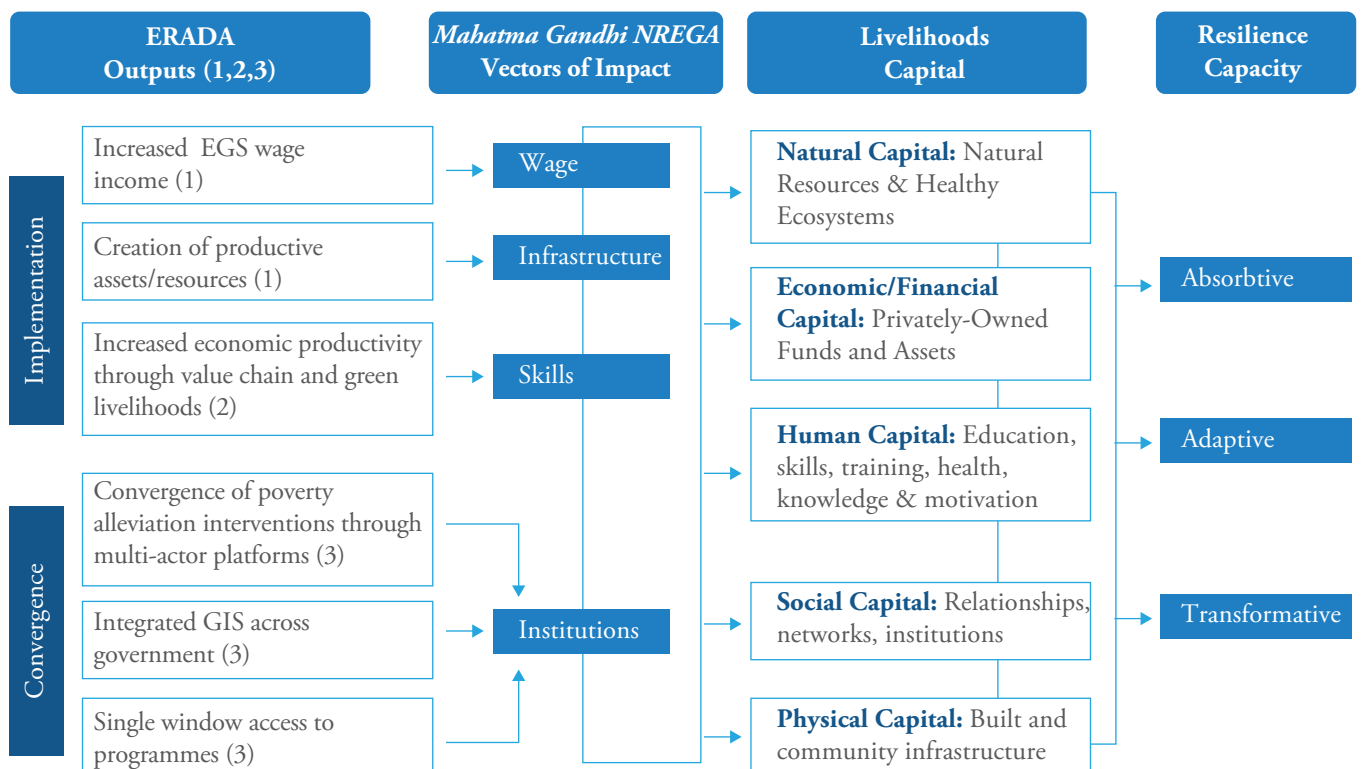 ERADA
Outputs (1,2,3)
Mahatma Gandhi NREGA
Vectors of Impact
Livelihoods
Capital
Resilience
Capacity
Implementation
Increased EGS wage
income (1)
Creation of productive
assets/resources (1)
Increased economic productivity
through value chain and green
livelihoods (2)
Convergence
Convergence of poverty
alleviation interventions through
multi-actor platforms (3)
Integrated GIS across
government (3)
Single window access to
programmes (3)
Wage
Infrastructure
Skills
Institutions
Natural Capital: Natural
Resources & Healthy
Ecosystems
Economic/Financial
Capital: Privately-Owned
Funds and Assets
Human Capital: Education,
skills, training, health,
knowledge & motivation
Social Capital: Relationships,
networks, institutions
Physical Capital: Built and
community infrastructure
Absorbtive
Adaptive
Transformative